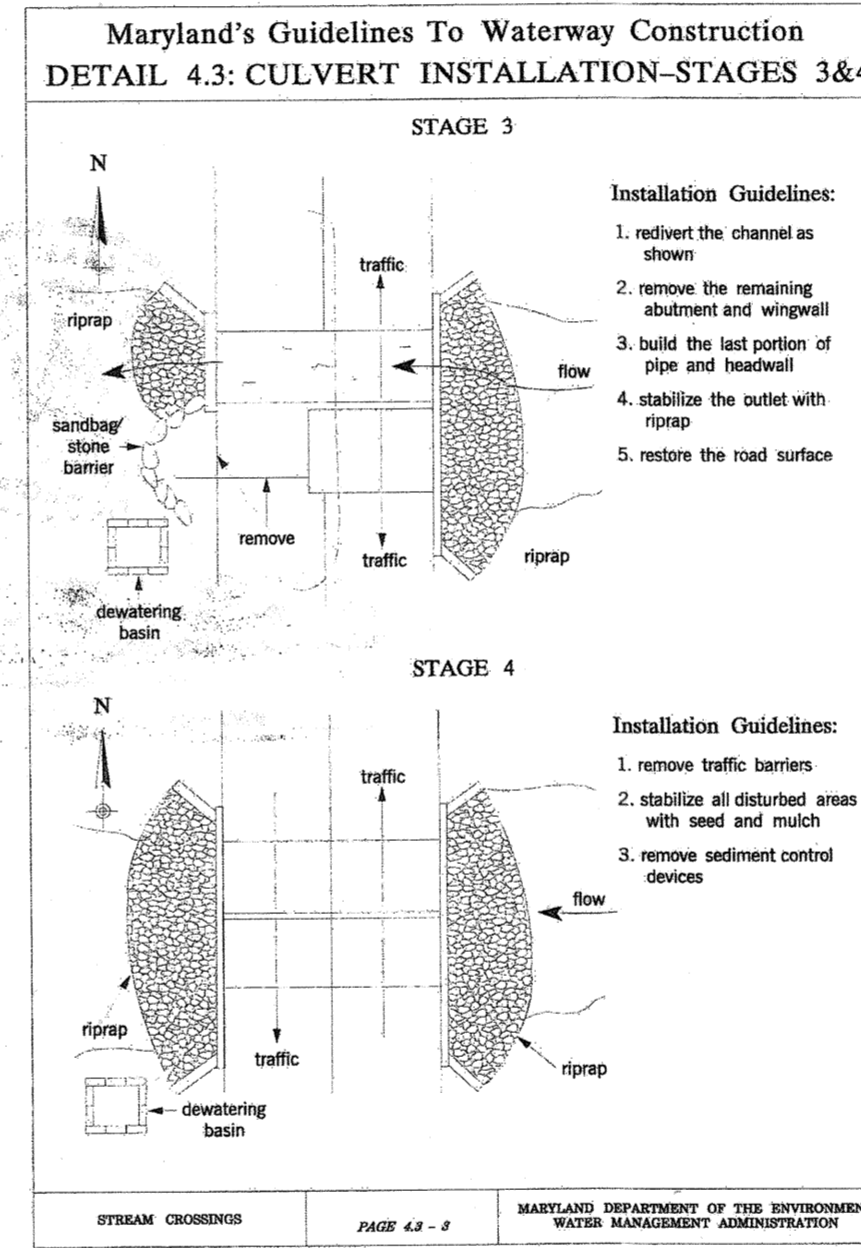 Maryland's Guidelines To Waterway Construction
DETAIL 4.3: CULVERT INSTALLATION–STAGES 3&4
STAGE 3
N
traffic
riprap
flow
sandbag/
stone
barrier
remove
traffic
riprap
dewatering
basin
Installation Guidelines:
1. redivert the channel as
shown
2. remove the remaining
abutment and wingwall
3. build the last portion of
pipe and headwall
4. stabilize the outlet with
riprap
5. restore the road surface
STAGE 4
N
traffic
flow
riprap
traffic
riprap
dewatering
basin
Installation Guidelines:
1. remove traffic barriers
2. stabilize all disturbed areas
with seed and mulch
3. remove sediment control
devices
STREAM CROSSINGS
PAGE 4.3 - 3
MARYLAND DEPARTMENT OF THE ENVIRONMEN
WATER MANAGEMENT ADMINISTRATION